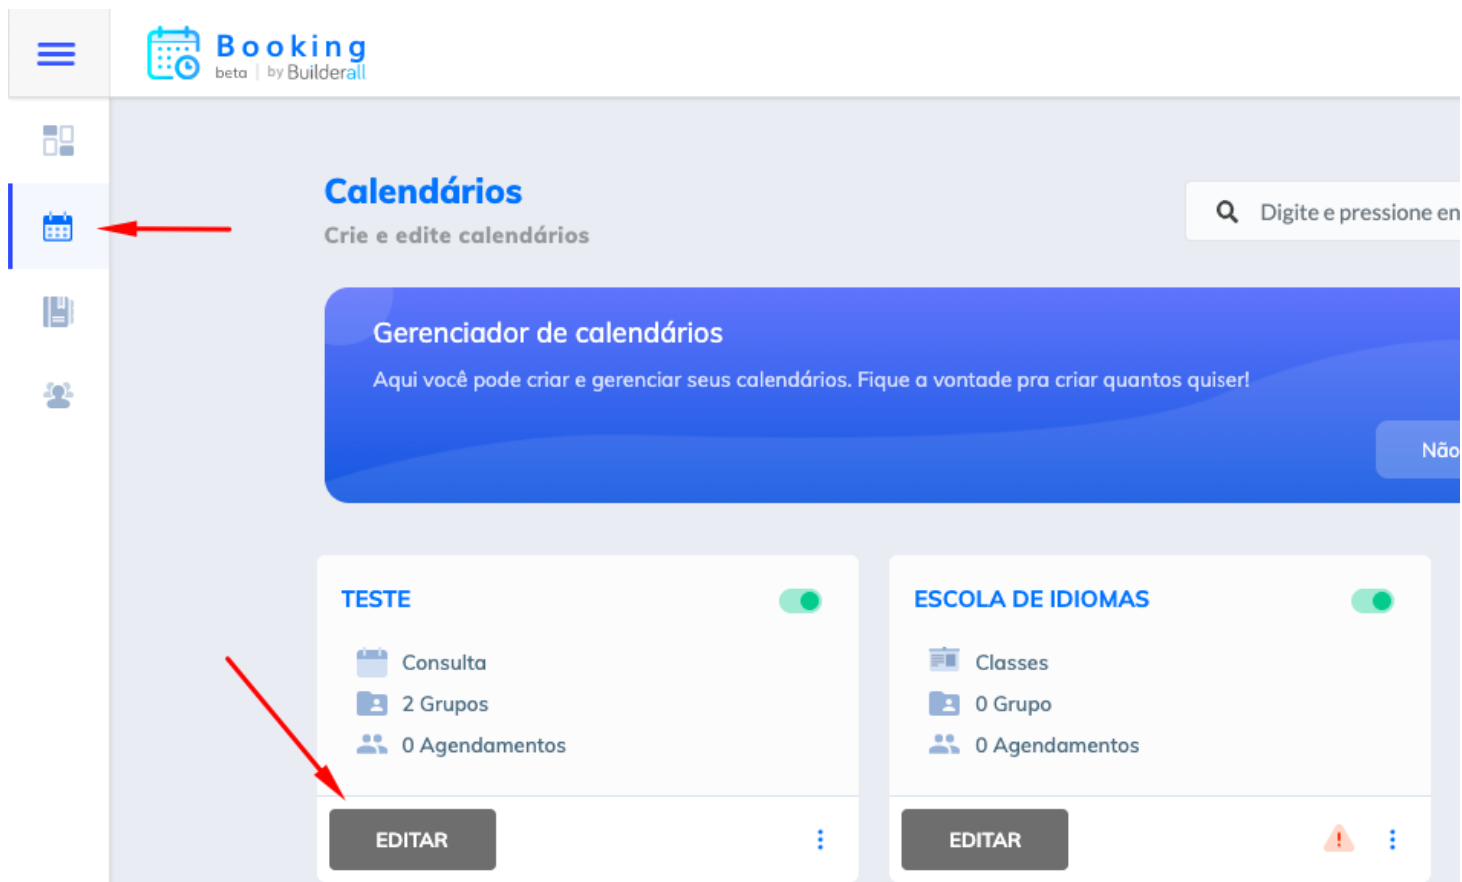 Booking
beta | by Builderall
Calendários
Crie e edite calendários
Digite e pressione en
Gerenciador de calendários
Aqui você pode criar e gerenciar seus calendários. Fique a vontade pra criar quantos quiser!
Não
TESTE
Consulta
2 Grupos
0 Agendamentos
EDITAR
ESCOLA DE IDIOMAS
Classes
0 Grupo
0 Agendamentos
EDITAR